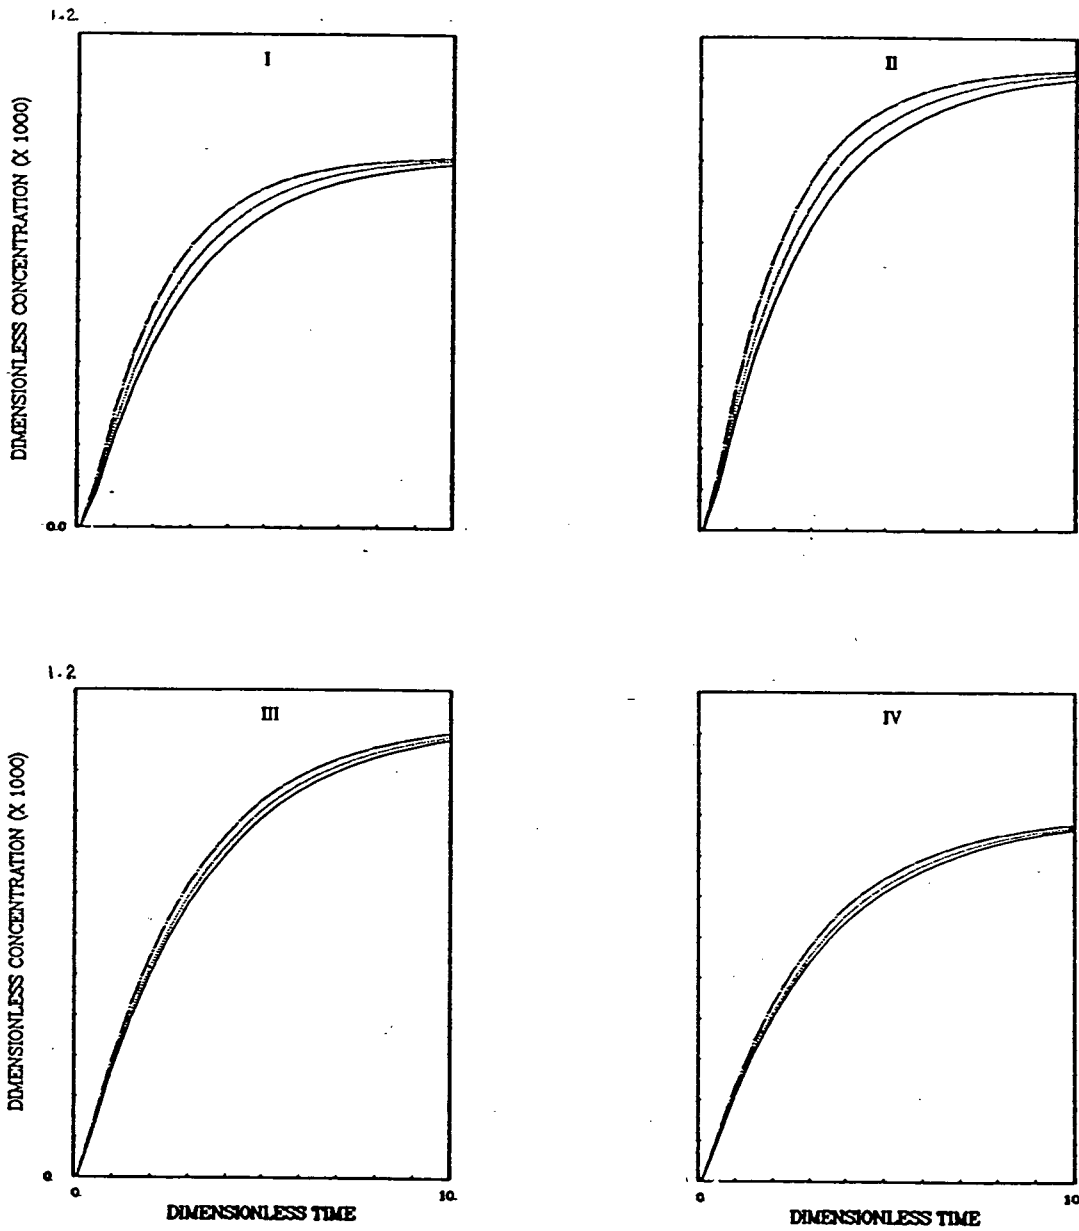 1.2
I
II
DIMENSIONLESS CONCENTRATION (X 1000)
0.0
1.2
III
IV
DIMENSIONLESS CONCENTRATION (X 1000)
0.
0.
10.
0.
10.
DIMENSIONLESS TIME
DIMENSIONLESS TIME